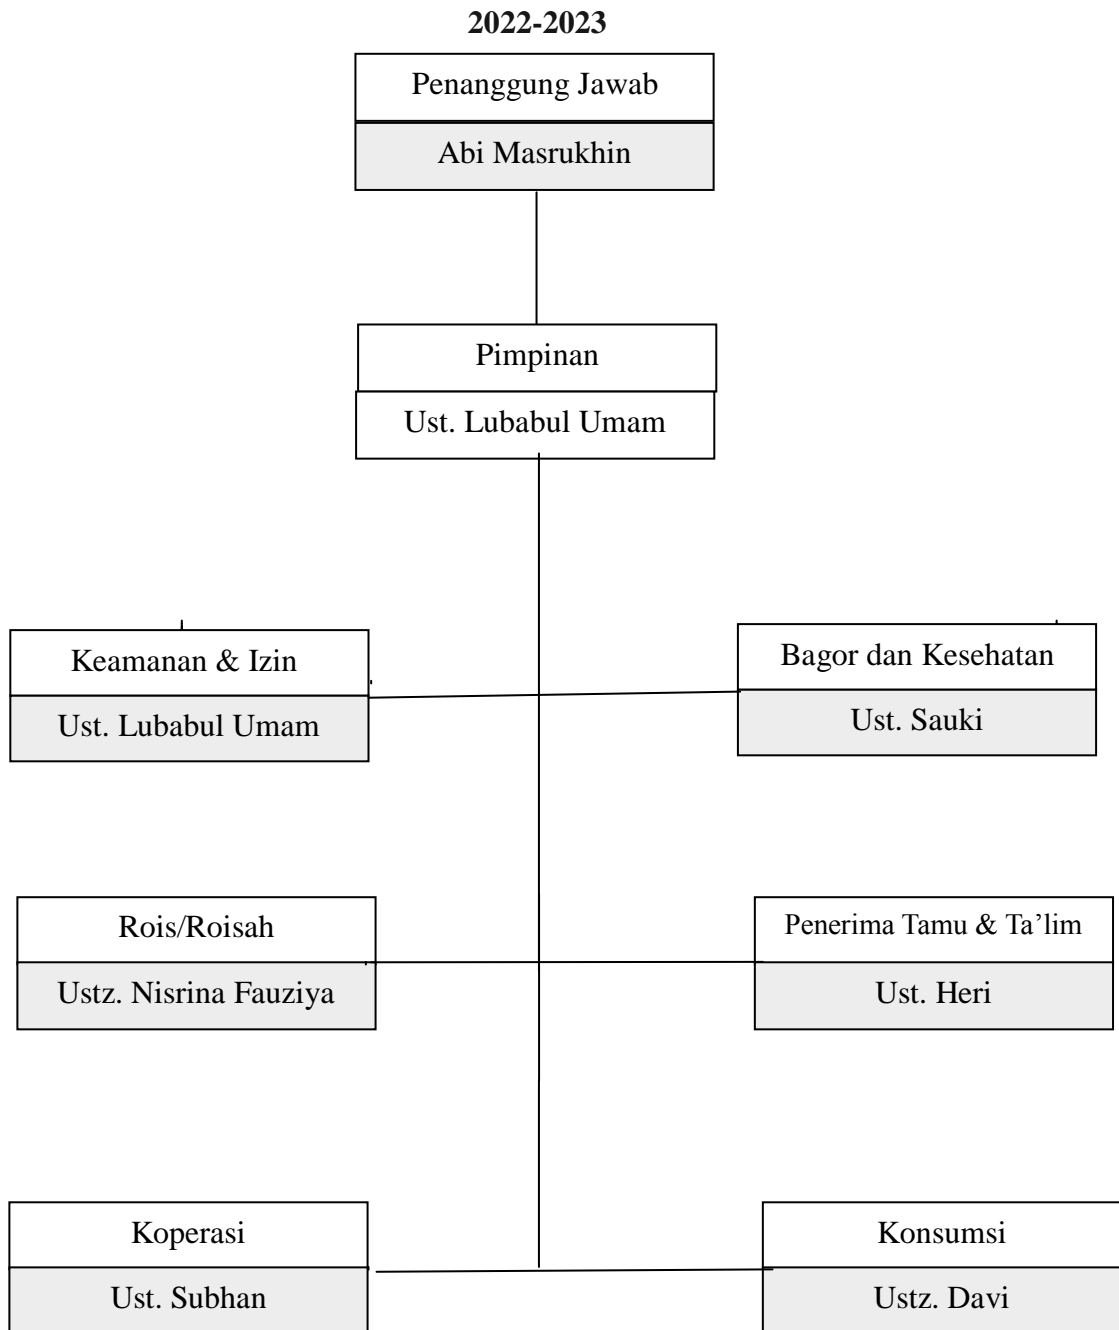 2022-2023
Penanggung Jawab
Abi Masrukhin
Pimpinan
Ust. Lubabul Umam
Keamanan & Izin
Ust. Lubabul Umam
Bagor dan Kesehatan
Ust. Sauki
Rois/Roisah
Ustz. Nisrina Fauziya
Penerima Tamu & Ta’lim
Ust. Heri
Koperasi
Ust. Subhan
Konsumsi
Ustz. Davi